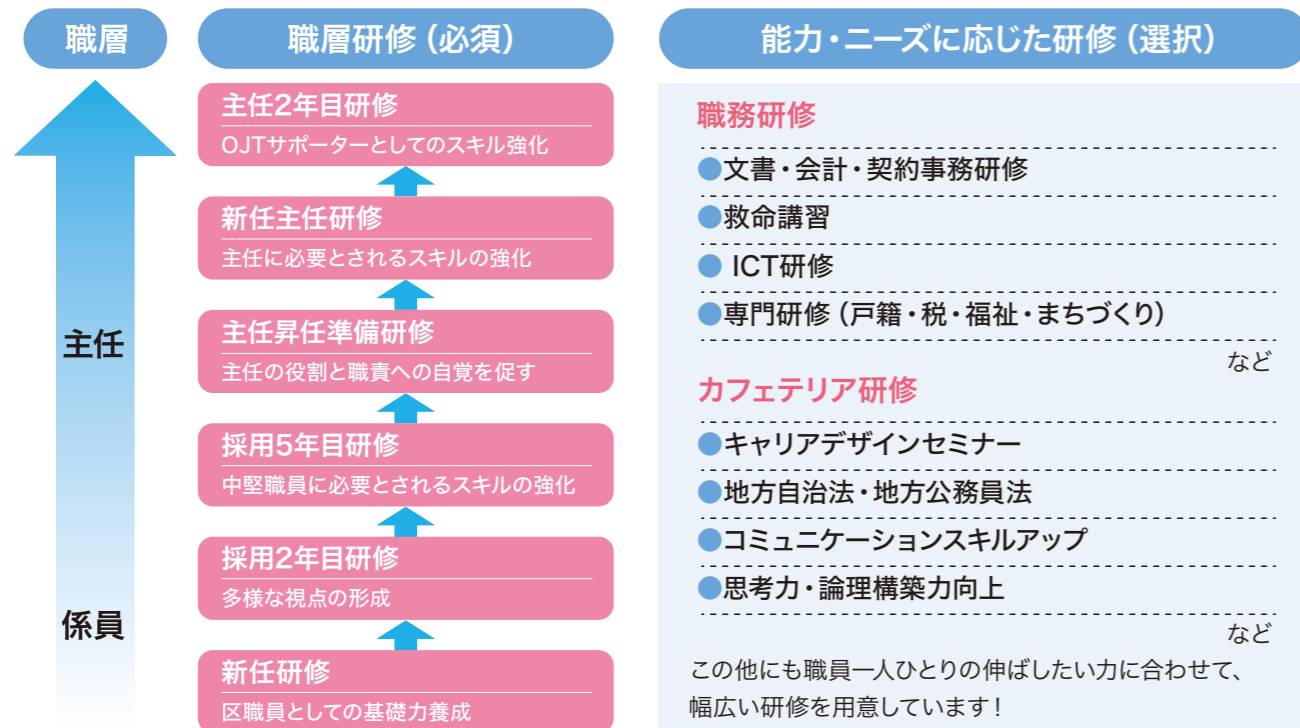 職層
職層研修（必須）
能力・ニーズに応じた研修（選択）
主任
係員
主任2年目研修
OJTサポーターとしてのスキル強化
新任主任研修
主任に必要とされるスキルの強化
主任昇任準備研修
主任の役割と職責への自覚を促す
採用5年目研修
中堅職員に必要とされるスキルの強化
採用2年目研修
多様な視点の形成
新任研修
区職員としての基礎力養成
職務研修
●文書・会計・契約事務研修
●救命講習
● ICT研修
●専門研修（戸籍・税・福祉・まちづくり）
など
カフェテリア研修
●キャリアデザインセミナー
●地方自治法・地方公務員法
●コミュニケーションスキルアップ
●思考力・論理構築力向上
など
この他にも職員一人ひとりの伸ばしたい力に合わせて、
幅広い研修を用意しています！